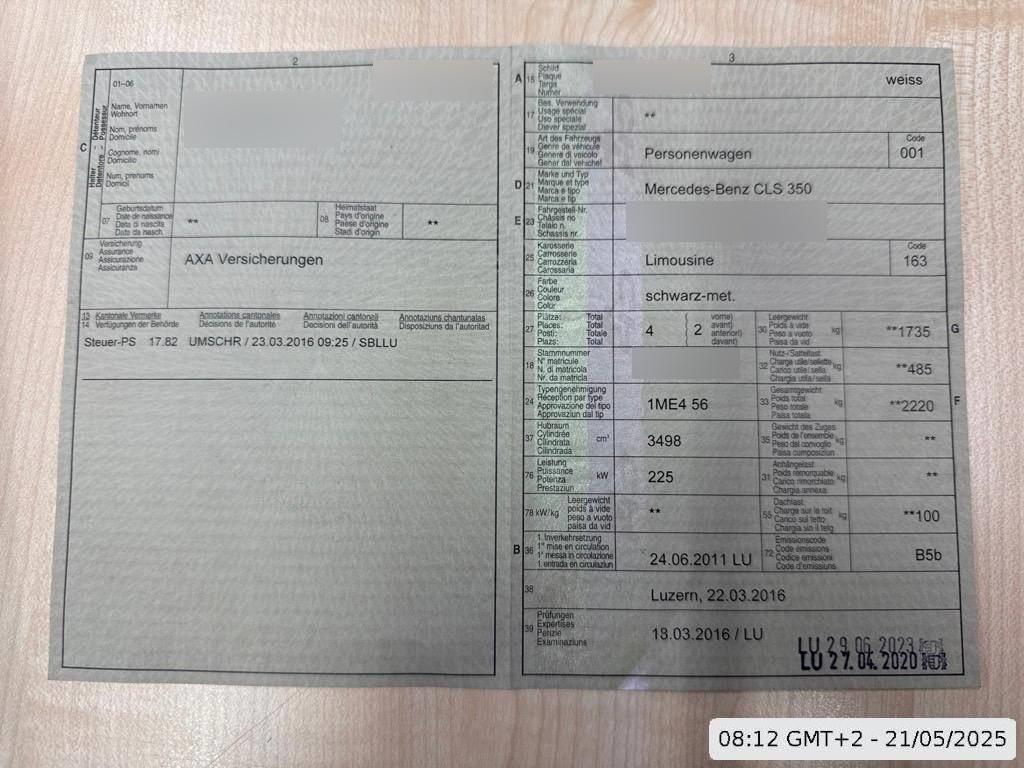 2
01-06
C
Halter Détenteur
Detentore Possessur
Name, Vornamen
Wohnort
Nom, prénoms
Domicile
Cognome, nomi
Domicilio
Num, prenums
Domicil
07 Geburtsdatum
Date de naissance
Data di nascita
Data da nasch.
**
08 Heimatstaat
Pays d'origine
Paese d'origine
Stadi d'origin
**
09 Versicherung
Assurance
Assicurazione
Assicuranza
AXA Versicherungen
13 Kantonale Vermerke Annotations cantonales Annotazioni cantonali Annotaziuns chantunalas
14 Verfügungen der Behörde Décisions de l'autorité Decisioni dell'autorità Disposiziuns da l'autoritad
Steuer-PS 17.82 UMSCHR / 23.03.2016 09:25 / SBLLU
3
A 15 Schild
Plaque
Targa
Numer
weiss
17 Bes. Verwendung
Usage spécial
Uso speciale
Diever spezial
**
19 Art des Fahrzeugs
Genre de véhicule
Genere di veicolo
Gener dal vehichel
Personenwagen
Code
001
D 21 Marke und Typ
Marque et type
Marca e tipo
Marca e tip
Mercedes-Benz CLS 350
E 23 Fahrgestell-Nr.
Châssis no
Telaio n.
Schassis nr.
25 Karosserie
Carrosserie
Carrozzeria
Carossaria
Limousine
Code
163
26 Farbe
Couleur
Colore
Color
schwarz-met.
27 Plätze: Total
Places: Total
Posti: Totale
Plazs: Total
4 ( 2 vorne)
avant)
anteriori)
davant)
30 Leergewicht
Poids à vide
Peso a vuoto
Paisa da vid
kg
**1735 G
18 Stammnummer
N° matricule
N. di matricola
Nr. da matricla
32 Nutz-/Sattellast
Charge utile/sellette
Carico utile/sella
Chargia utila/sella
kg
**485
24 Typengenehmigung
Réception par type
Approvazione del tipo
Approvaziun dal tip
1ME4 56
33 Gesamtgewicht
Poids total
Peso totale
Paisa totala
kg
**2220 F
37 Hubraum
Cylindrée
Cilindrata
Cilindrada
cm³
3498
35 Gewicht des Zuges
Poids de l'ensemble
Peso del convoglio
Paisa cumposiziun
kg
**
76 Leistung
Puissance
Potenza
Prestaziun
kW
225
31 Anhängelast
Poids remorquable
Carico rimorchiato
Chargia annexa
kg
**
78 kW/kg Leergewicht
poids à vide
peso a vuoto
paisa da vid
**
55 Dachlast
Charge sur le toit
Carico sul tetto
Chargia sin il tetg
kg
**100
B 36 1. Inverkehrsetzung
1re mise en circulation
1a messa in circolazione
1. entrada en circulaziun
24.06.2011 LU
72 Emissionscode
Code émissions
Codice emissioni
Code d'emissiuns
B5b
38
Luzern, 22.03.2016
39 Prüfungen
Expertises
Perizie
Examinaziuns
18.03.2016 / LU
LU 29.06.2023
LU 27.04.2020
08:12 GMT+2 - 21/05/2025